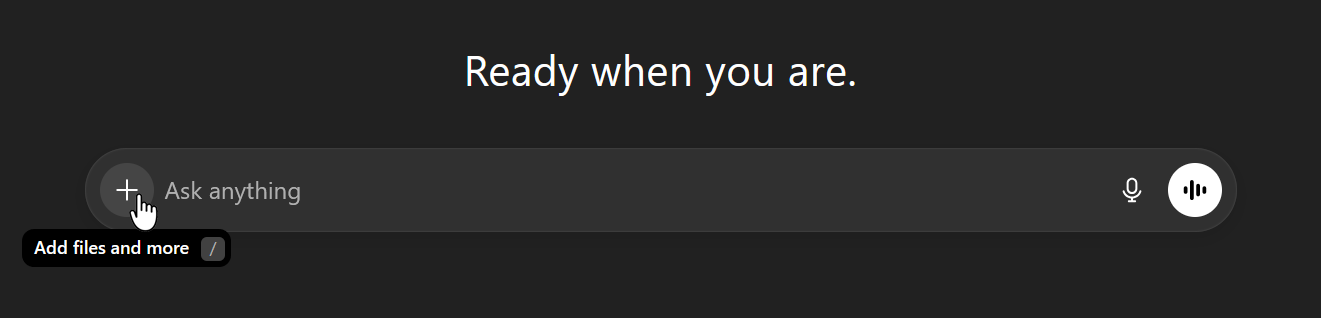 Ready when you are.
Ask anything
Add files and more /